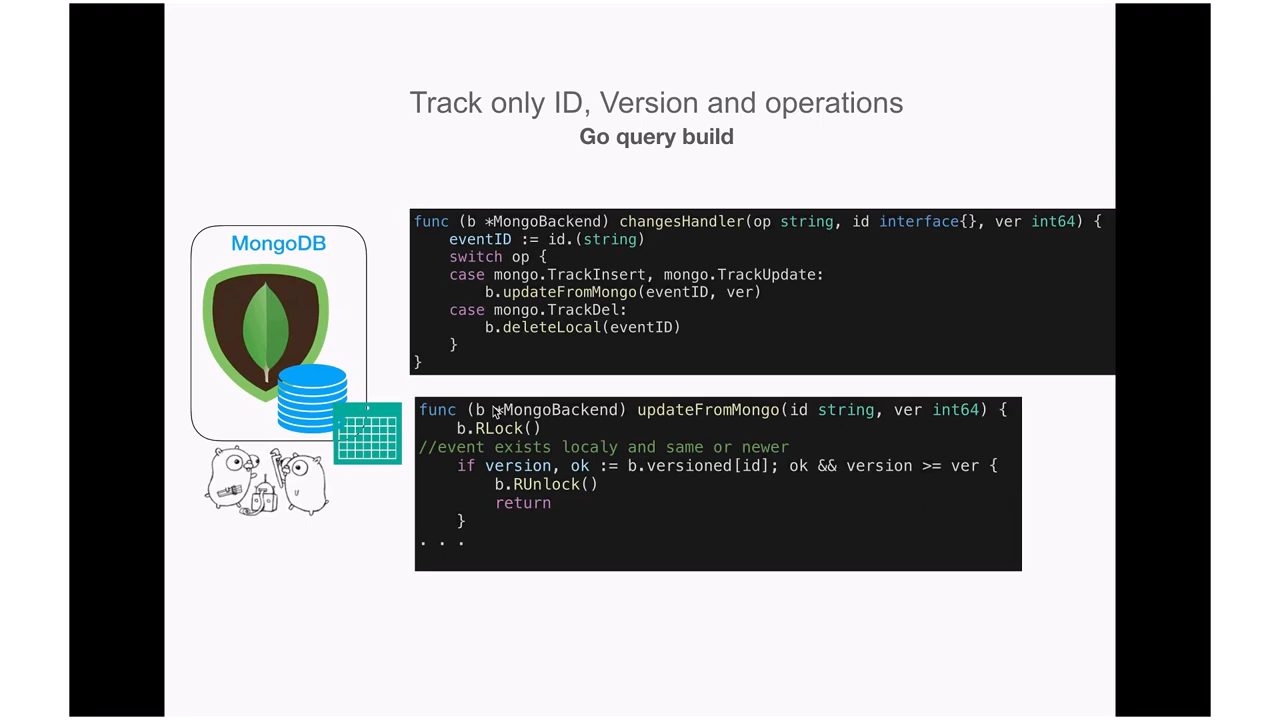 Track only ID, Version and operations
Go query build
MongoDB
func (b *MongoBackend) changesHandler(op string, id interface{}, ver int64) {
    eventID := id.(string)
    switch op {
    case mongo.TrackInsert, mongo.TrackUpdate:
        b.updateFromMongo(eventID, ver)
    case mongo.TrackDel:
        b.deleteLocal(eventID)
    }
}
func (b *MongoBackend) updateFromMongo(id string, ver int64) {
    b.RLock()
//event exists localy and same or newer
    if version, ok := b.versioned[id]; ok && version >= ver {
        b.RUnlock()
        return
    }
. . .